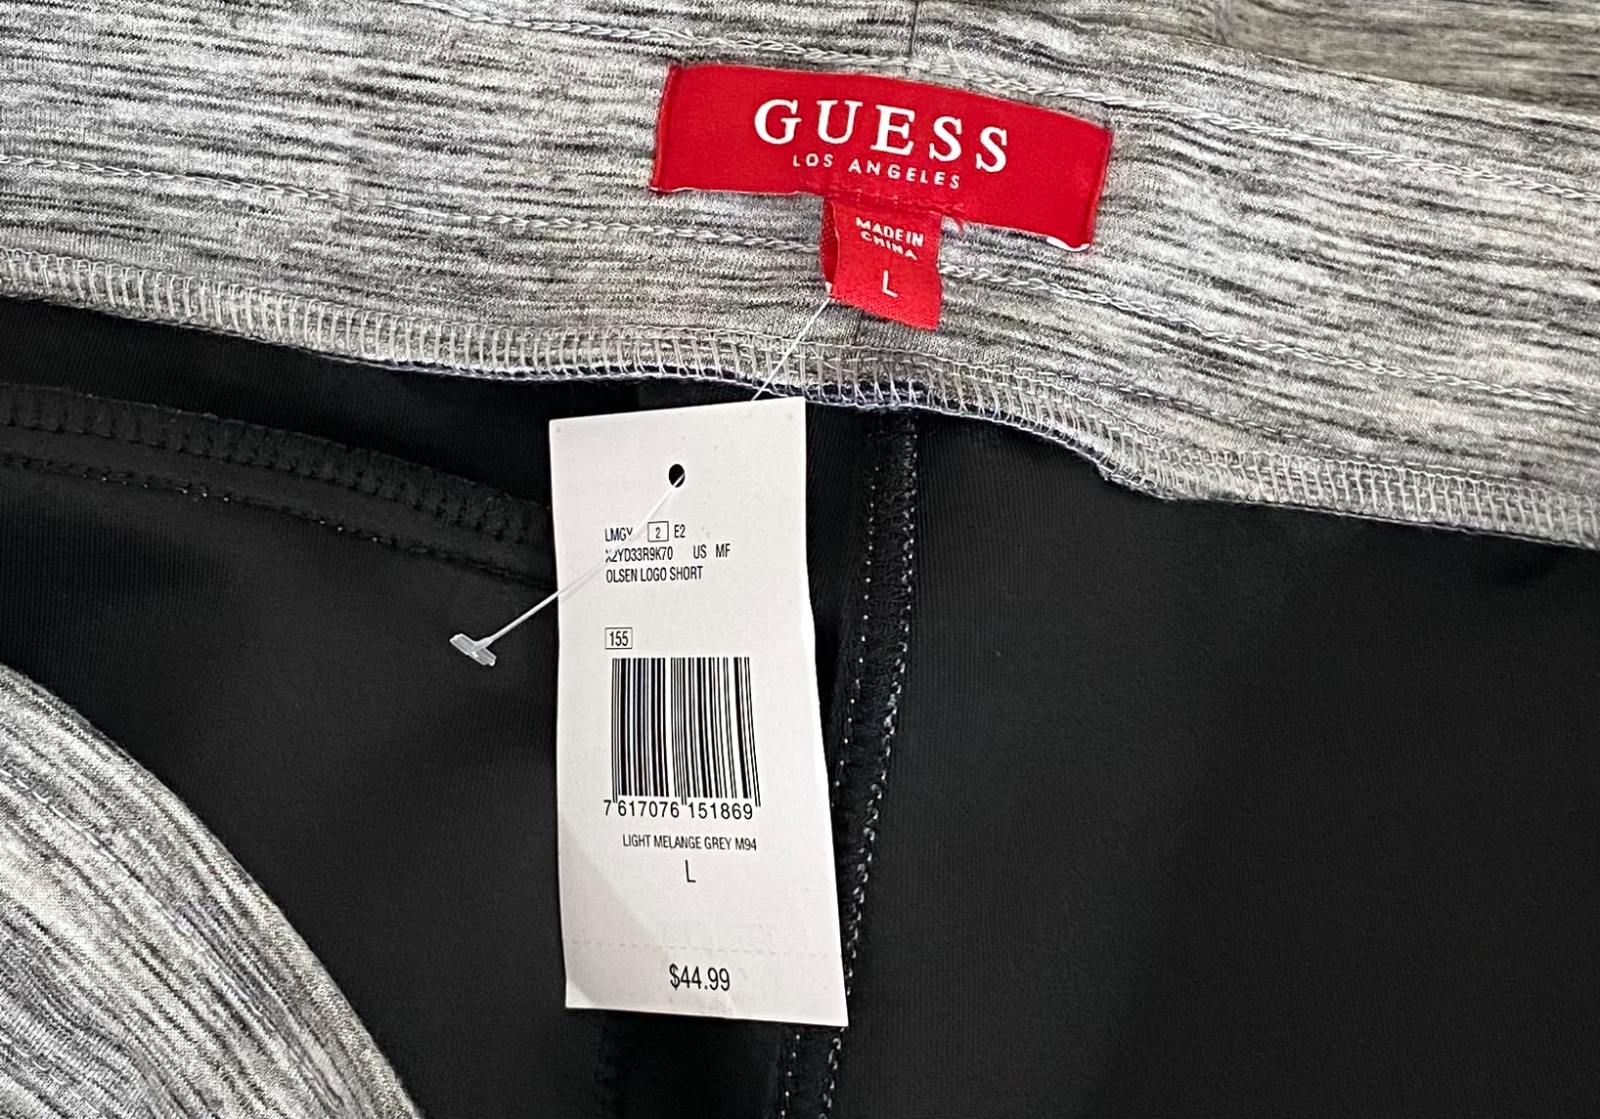 GUESS
LOS ANGELES
MADE IN
CHINA
L
LMGY 2 E2
X2YD33R9K70 US MF
OLSEN LOGO SHORT
155
7 617076 151869
LIGHT MELANGE GREY M94
L
$44.99